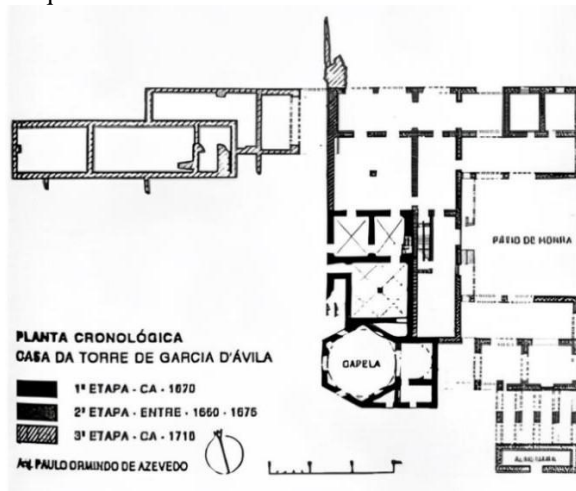 PÁTIO DE HONRA
CAPELA
PLANTA CRONOLÓGICA
CASA DA TORRE DE GARCIA D'ÁVILA
1ª ETAPA - CA - 1670
2ª ETAPA - ENTRE - 1660 - 1675
3ª ETAPA - CA - 1710
Arq. PAULO ORMINDO DE AZEVEDO